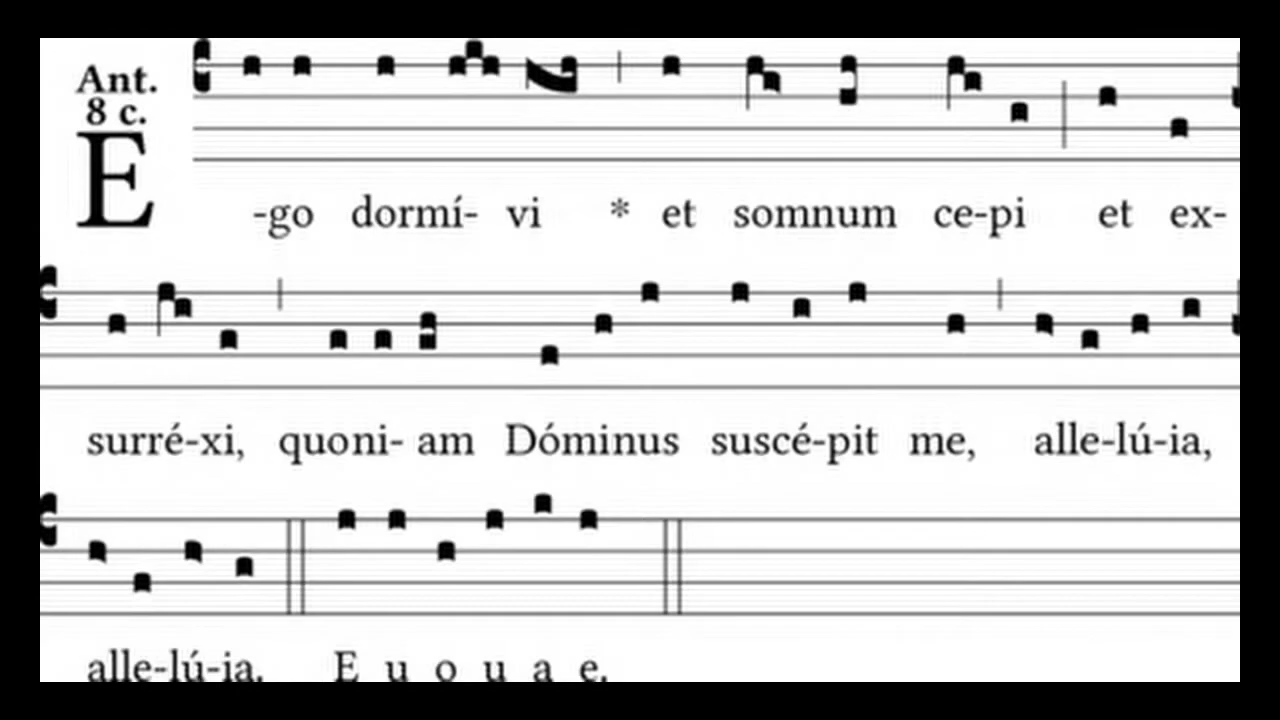 Ant.
8 c.
E-go dormí- vi * et somnum ce-pi et ex-
surré-xi, quoni- am Dóminus suscé-pit me, alle-lú-ia,
alle-lú-ia. E u o u a e.